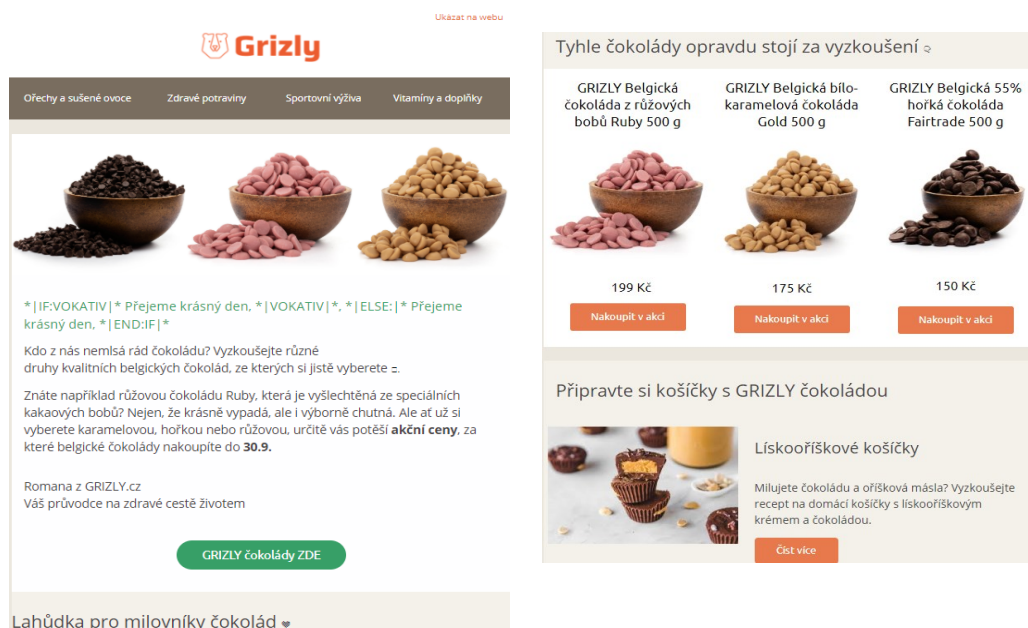 Ukázat na webu
Grizly
Ořechy a sušené ovoce
Zdravé potraviny
Sportovní výživa
Vitamíny a doplňky
*|IF:VOKATIV|* Přejeme krásný den, *|VOKATIV|*, *|ELSE:|* Přejeme
krásný den, *|END:IF|*
Kdo z nás nemlsá rád čokoládu? Vyzkoušejte různé
druhy kvalitních belgických čokolád, ze kterých si jistě vyberete
Znáte například růžovou čokoládu Ruby, která je vyšlechtěná ze speciálních
kakaových bobů? Nejen, že krásně vypadá, ale i výborně chutná. Ale ať už si
vyberete karamelovou, hořkou nebo růžovou, určitě vás potěší akční ceny, za
které belgické čokolády nakoupíte do 30.9.
Romana z GRIZLY.cz
Váš průvodce na zdravé cestě životem
GRIZLY čokolády ZDE
Lahůdka pro milovníky čokolád
Tyhle čokolády opravdu stojí za vyzkoušení
GRIZLY Belgická
čokoláda z růžových
bobů Ruby 500 g
199 Kč
Nakoupit v akci
GRIZLY Belgická bílo-
karamelová čokoláda
Gold 500 g
175 Kč
Nakoupit v akci
GRIZLY Belgická 55%
hořká čokoláda
Fairtrade 500 g
150 Kč
Nakoupit v akci
Připravte si košíčky s GRIZLY čokoládou
Lískooříškové košíčky
Milujete čokoládu a oříšková másla? Vyzkoušejte
recept na domácí košíčky s lískooříškovým
krémem a čokoládou.
Číst více